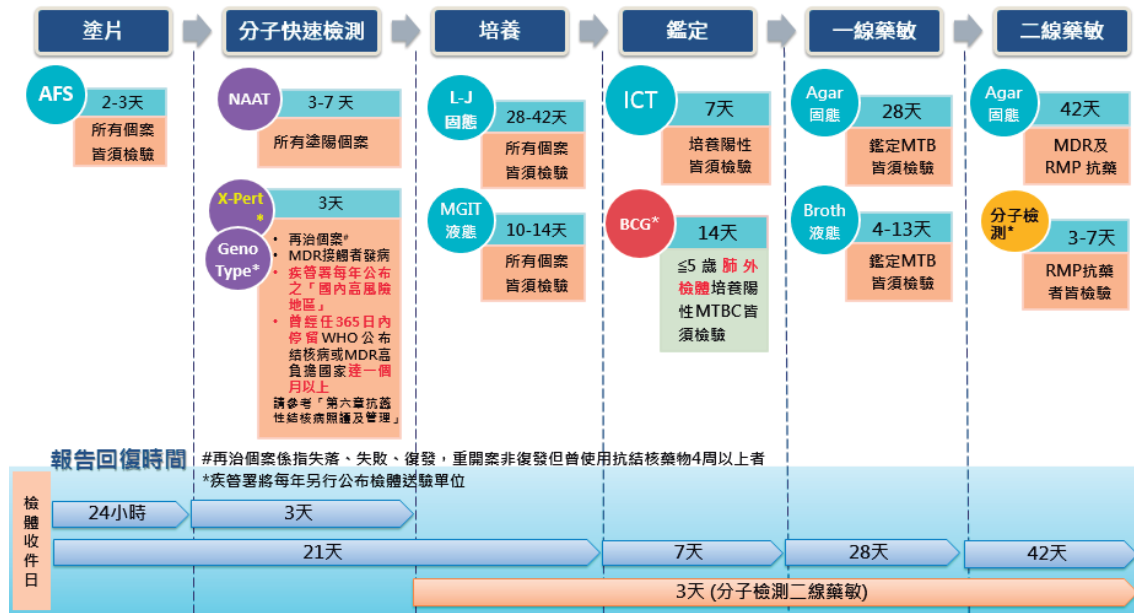 塗片
分子快速檢測
培養
鑑定
一線藥敏
二線藥敏
AFS
2-3天
所有個案
皆須檢驗
NAAT
3-7 天
所有塗陽個案
X-Pert
*
Geno
Type*
3天
• 再治個案#
• MDR接觸者發病
• 疾管署每年公布
之「國內高風險
地區」
• 曾經任365日內
停留WHO公布
結核病或MDR高
負擔國家達一個
月以上
請參考「第六章抗藥
性結核病照護及管理」
L-J
固態
28-42天
所有個案
皆須檢驗
MGIT
液態
10-14天
所有個案
皆須檢驗
ICT
7天
培養陽性
皆須檢驗
BCG*
14天
≦5 歲 肺外
檢體培養陽
性MTBC皆
須檢驗
Agar
固態
28天
鑑定MTB
皆須檢驗
Broth
液態
4-13天
鑑定MTB
皆須檢驗
Agar
固態
42天
MDR及
RMP 抗藥
分子檢
測*
3-7天
RMP抗藥
者皆檢驗
報告回復時間
#再治個案係指失落、失敗、復發，重開案非復發但曾使用抗結核藥物4周以上者
*疾管署將每年另行公布檢體送驗單位
檢體收件日
24小時
3天
21天
7天
28天
42天
3天 (分子檢測二線藥敏)